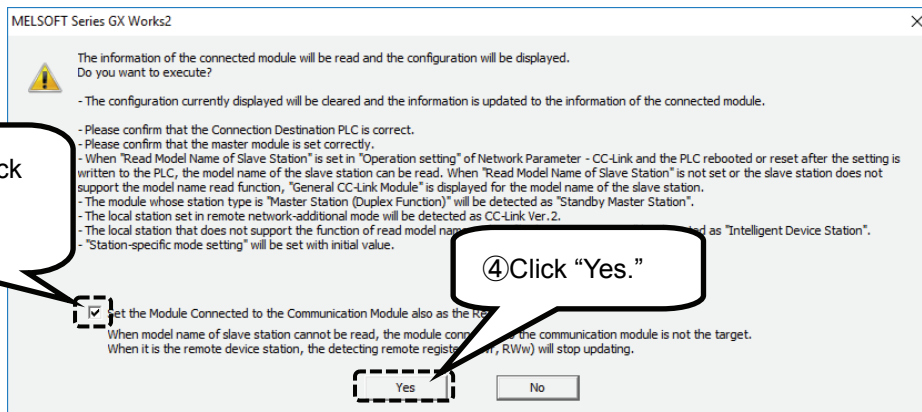 MELSOFT Series GX Works2
The information of the connected module will be read and the configuration will be displayed.
Do you want to execute?
- The configuration currently displayed will be cleared and the information is updated to the information of the connected module.
- Please confirm that the Connection Destination PLC is correct.
- Please confirm that the master module is set correctly.
- When "Read Model Name of Slave Station" is set in "Operation setting" of Network Parameter - CC-Link and the PLC rebooted or reset after the setting is
written to the PLC, the model name of the slave station can be read. When "Read Model Name of Slave Station" is not set or the slave station does not
support the model name read function, "General CC-Link Module" is displayed for the model name of the slave station.
- The module whose station type is "Master Station (Duplex Function)" will be detected as "Standby Master Station".
- The local station set in remote network-additional mode will be detected as CC-Link Ver.2.
- The local station that does not support the function of read model as "Intelligent Device Station".
- "Station-specific mode setting" will be set with initial value.
④Click “Yes.”
Set the Module Connected to the Communication Module also as the
When model name of slave station cannot be read, the module the communication module is not the target.
When it is the remote device station, the detecting remote RWw) will stop updating.
Yes
No